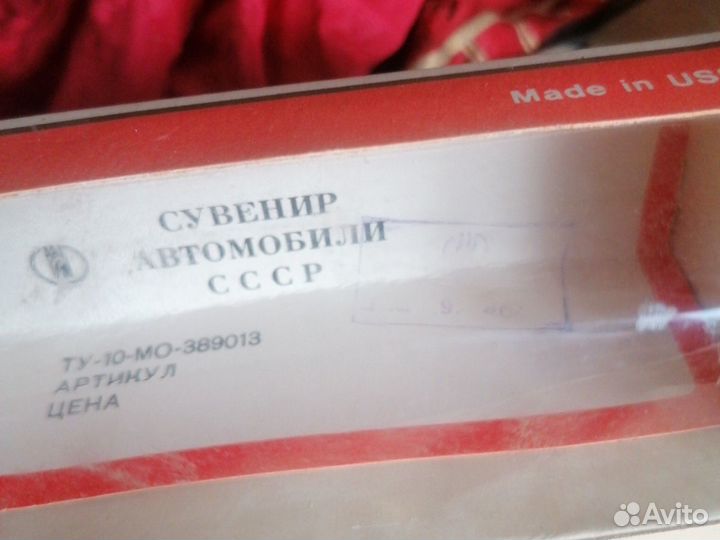 Made in US
СУВЕНИР
АВТОМОБИЛИ
СССР
ТУ-10-МО-389013
АРТИКУЛ
ЦЕНА
Avito